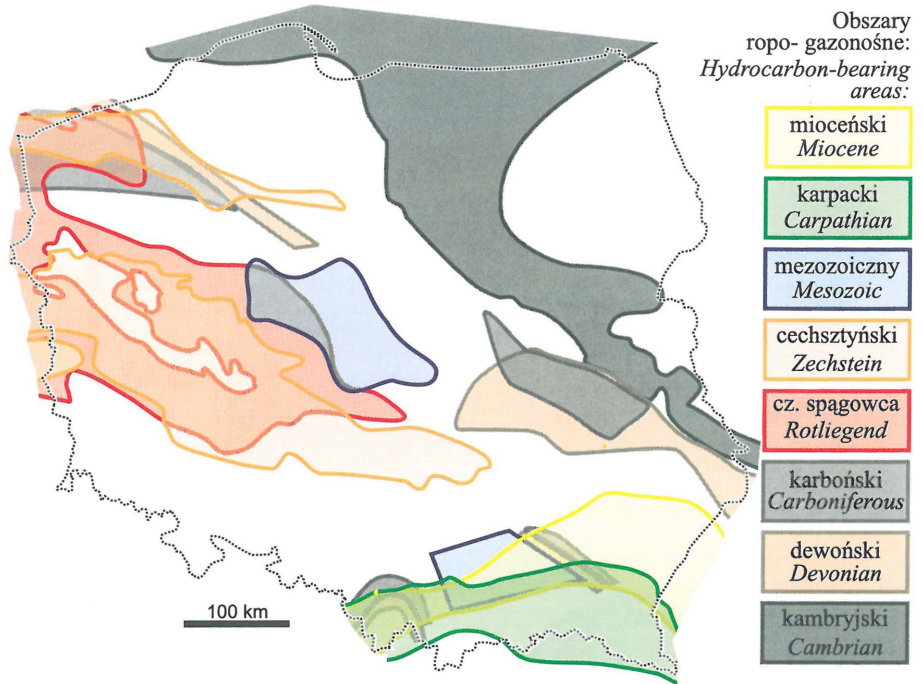 Obszary
ropo- gazonośne:
Hydrocarbon-bearing
areas:
mioceński
Miocene
karpacki
Carpathian
mezozoiczny
Mesozoic
cechsztyński
Zechstein
cz. spągowca
Rotliegend
karboński
Carboniferous
dewoński
Devonian
kambryjski
Cambrian
100 km